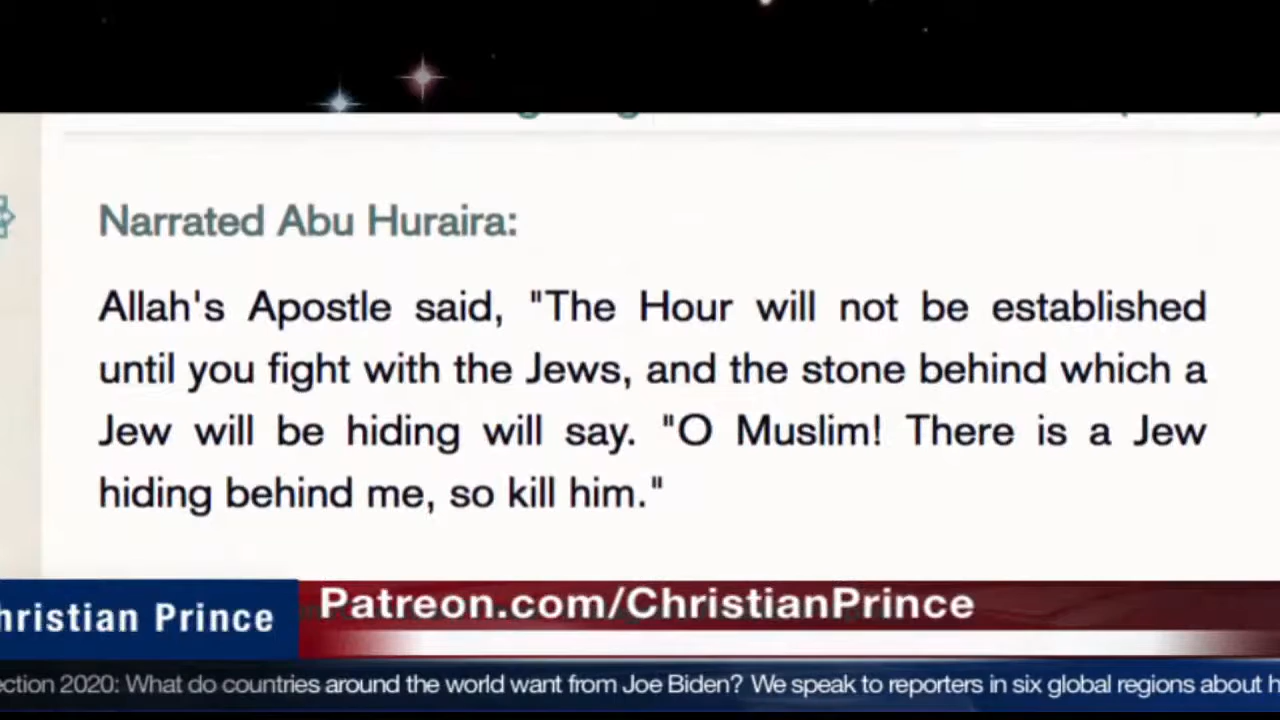 Narrated Abu Huraira:
Allah's Apostle said, "The Hour will not be established
until you fight with the Jews, and the stone behind which a
Jew will be hiding will say. "O Muslim! There is a Jew
hiding behind me, so kill him."
hristian Prince
Patreon.com/ChristianPrince
ection 2020: What do countries around the world want from Joe Biden? We speak to reporters in six global regions about h